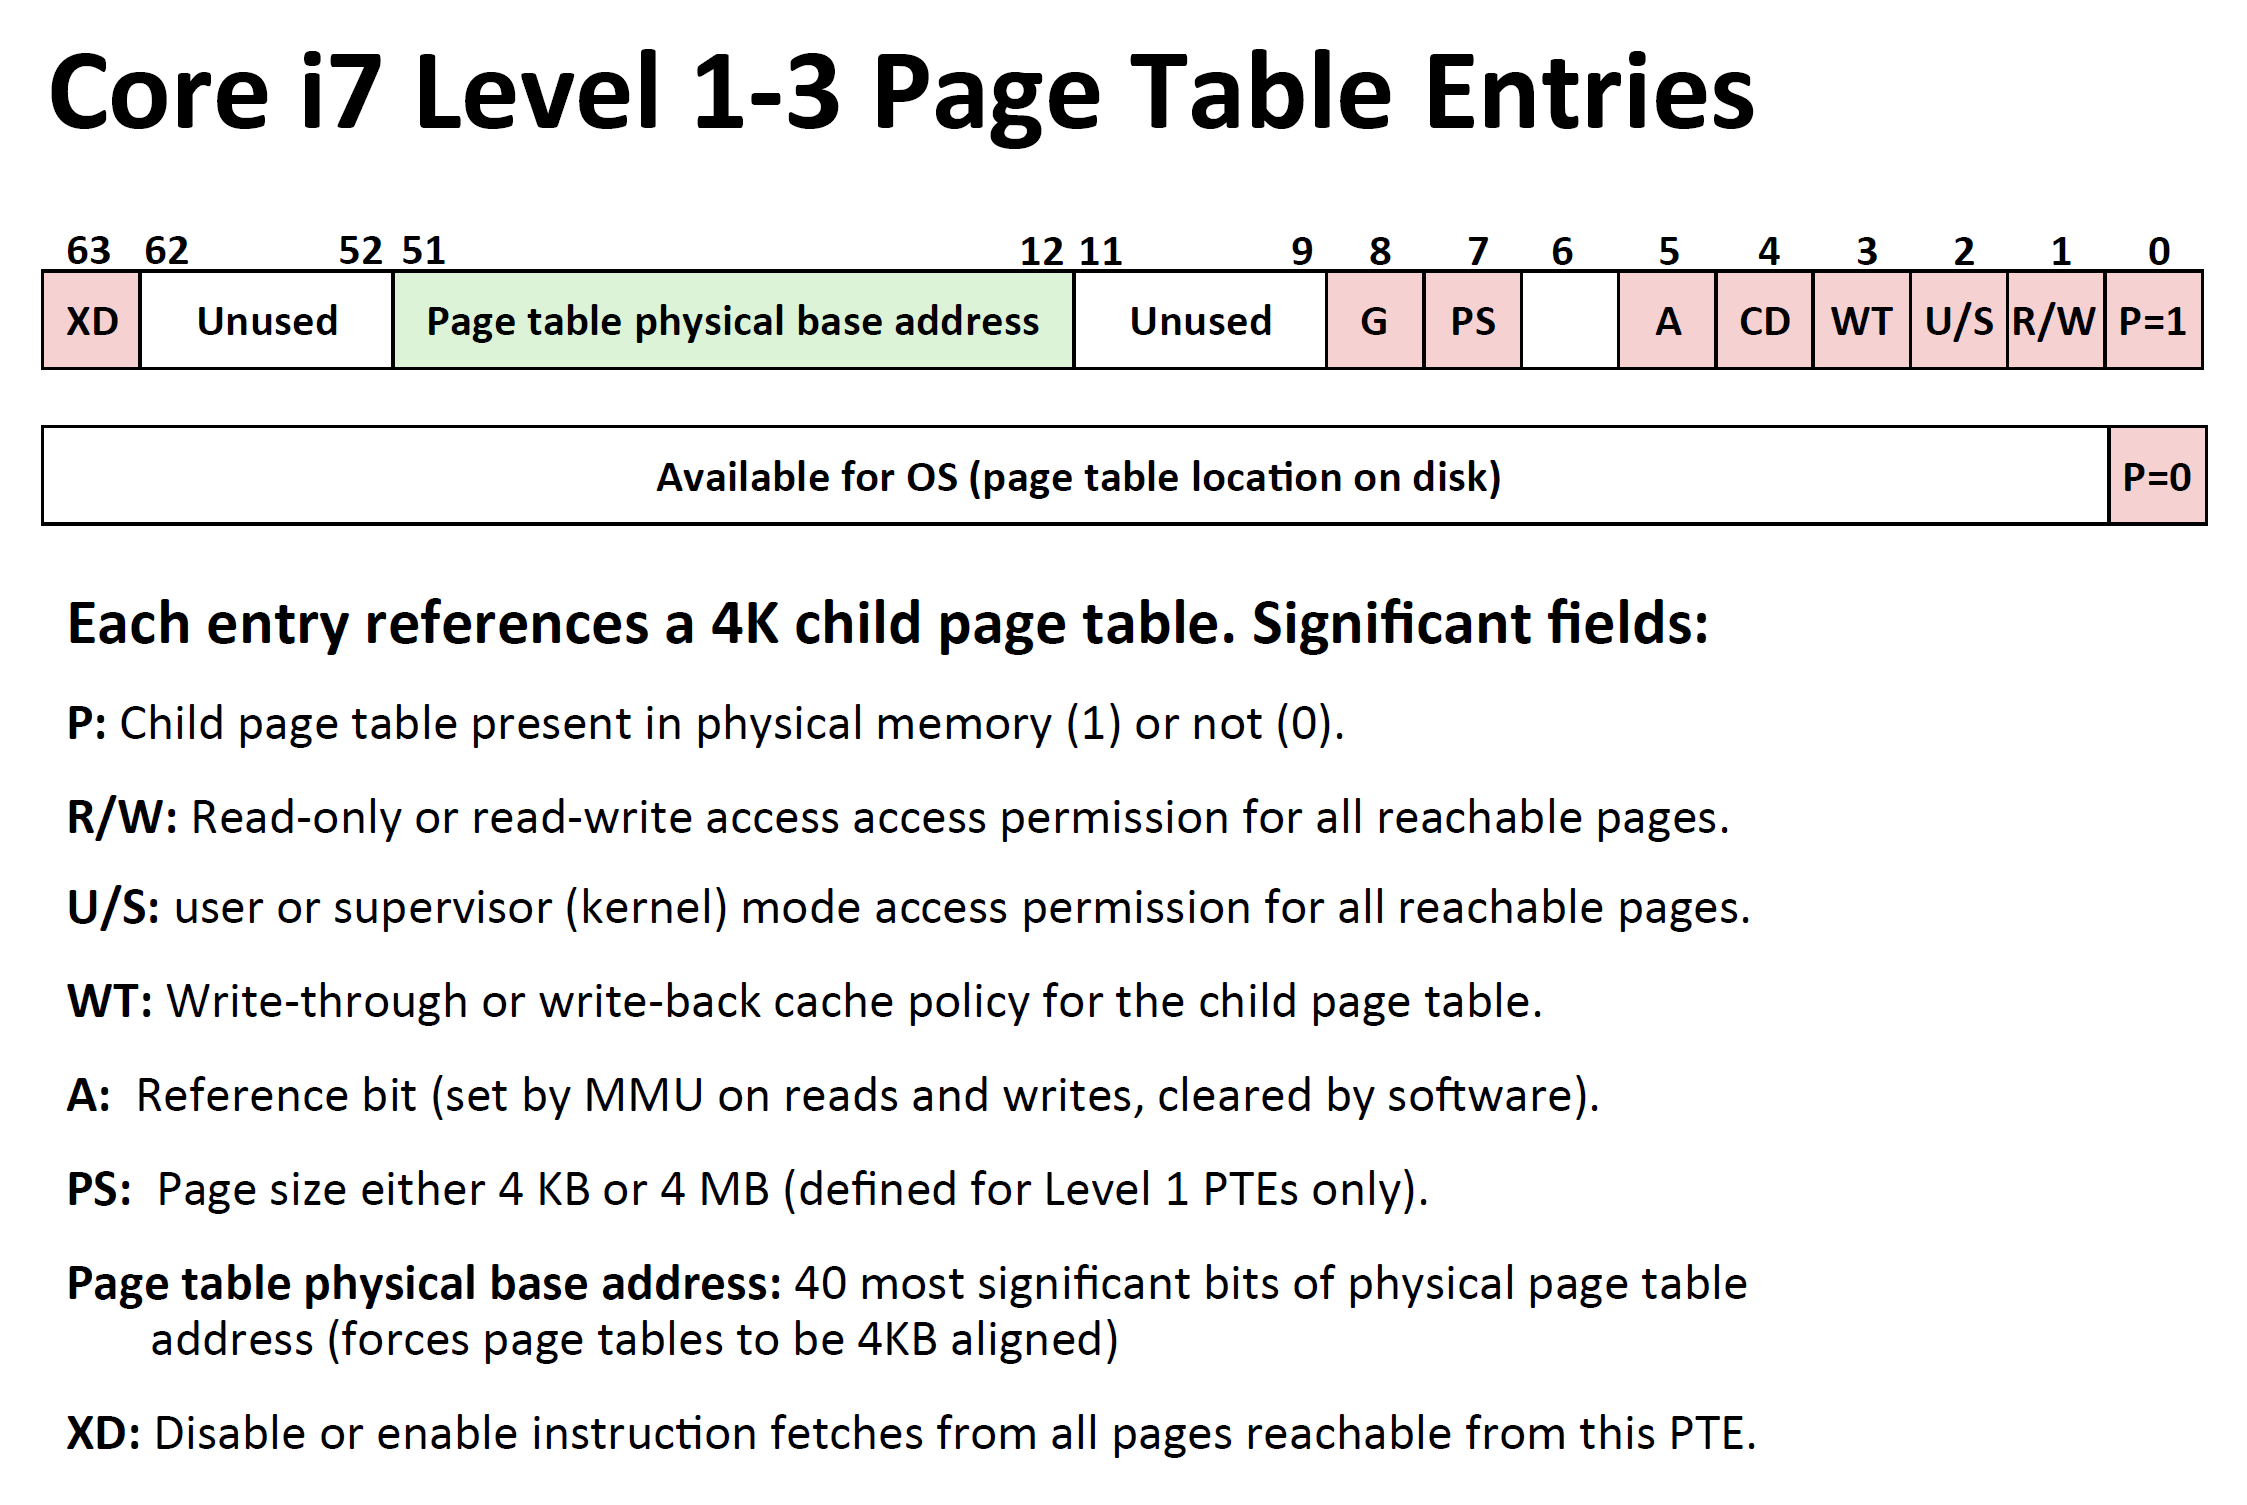 Core i7 Level 1-3 Page Table Entries
63 62 52 51 12 11 9 8 7 6 5 4 3 2 1 0
XD Unused Page table physical base address Unused G PS A CD WT U/S R/W P=1
Available for OS (page table location on disk) P=0
Each entry references a 4K child page table. Significant fields:
P: Child page table present in physical memory (1) or not (0).
R/W: Read-only or read-write access access permission for all reachable pages.
U/S: user or supervisor (kernel) mode access permission for all reachable pages.
WT: Write-through or write-back cache policy for the child page table.
A: Reference bit (set by MMU on reads and writes, cleared by software).
PS: Page size either 4 KB or 4 MB (defined for Level 1 PTEs only).
Page table physical base address: 40 most significant bits of physical page table
address (forces page tables to be 4KB aligned)
XD: Disable or enable instruction fetches from all pages reachable from this PTE.